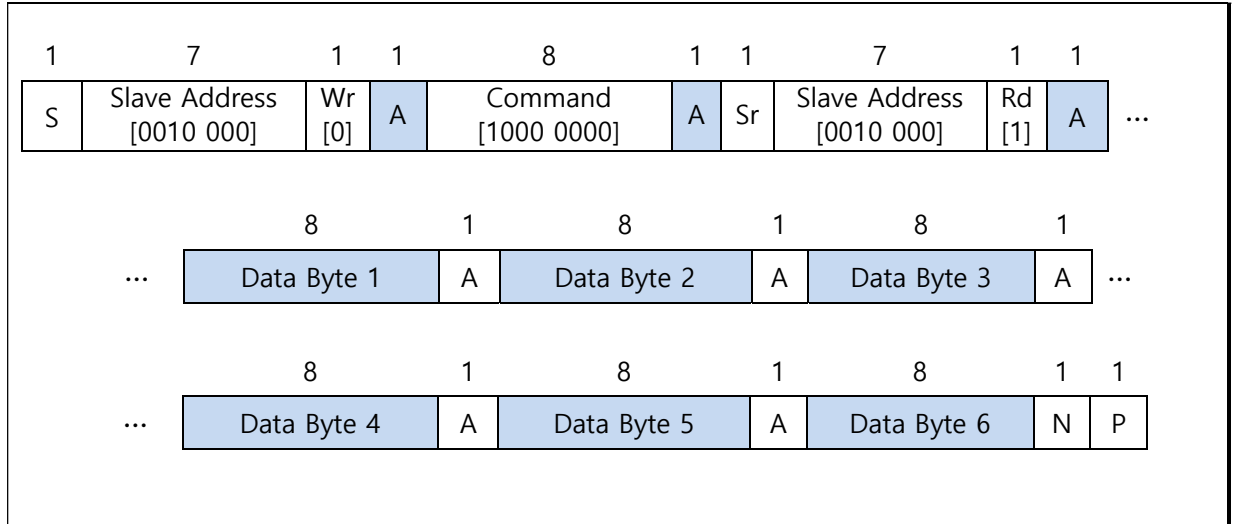 1 7 1 1 8 1 1 7 1 1
S Slave Address [0010 000] Wr [0] A Command [1000 0000] A Sr Slave Address [0010 000] Rd [1] A ...
8 1 8 1 8 1
... Data Byte 1 A Data Byte 2 A Data Byte 3 A ...
8 1 8 1 8 1 1
... Data Byte 4 A Data Byte 5 A Data Byte 6 N P